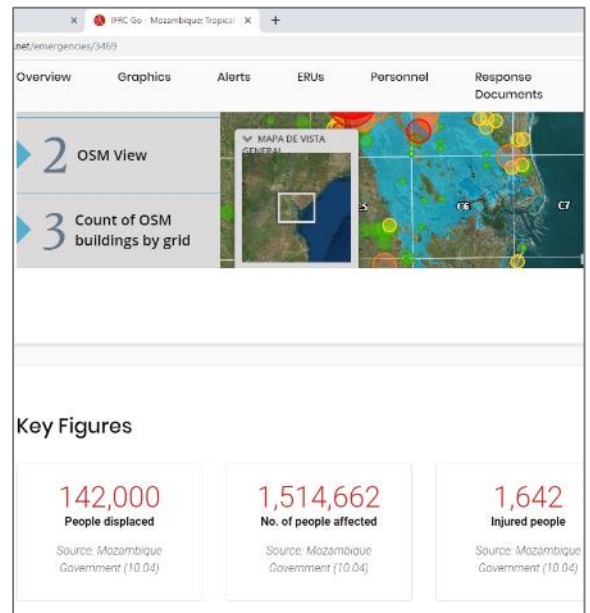 IFRC Go - Mozambique: Tropical
.net/emergencies/3469
Overview Graphics Alerts ERUs Personnel Response Documents
2 OSM View
3 Count of OSM
buildings by grid
MAPA DE VISTA
GENERAL
C6
C7
Key Figures
142,000
People displaced
Source: Mozambique
Government (10.04)
1,514,662
No. of people affected
Source: Mozambique
Government (10.04)
1,642
Injured people
Source: Mozambique
Government (10.04)